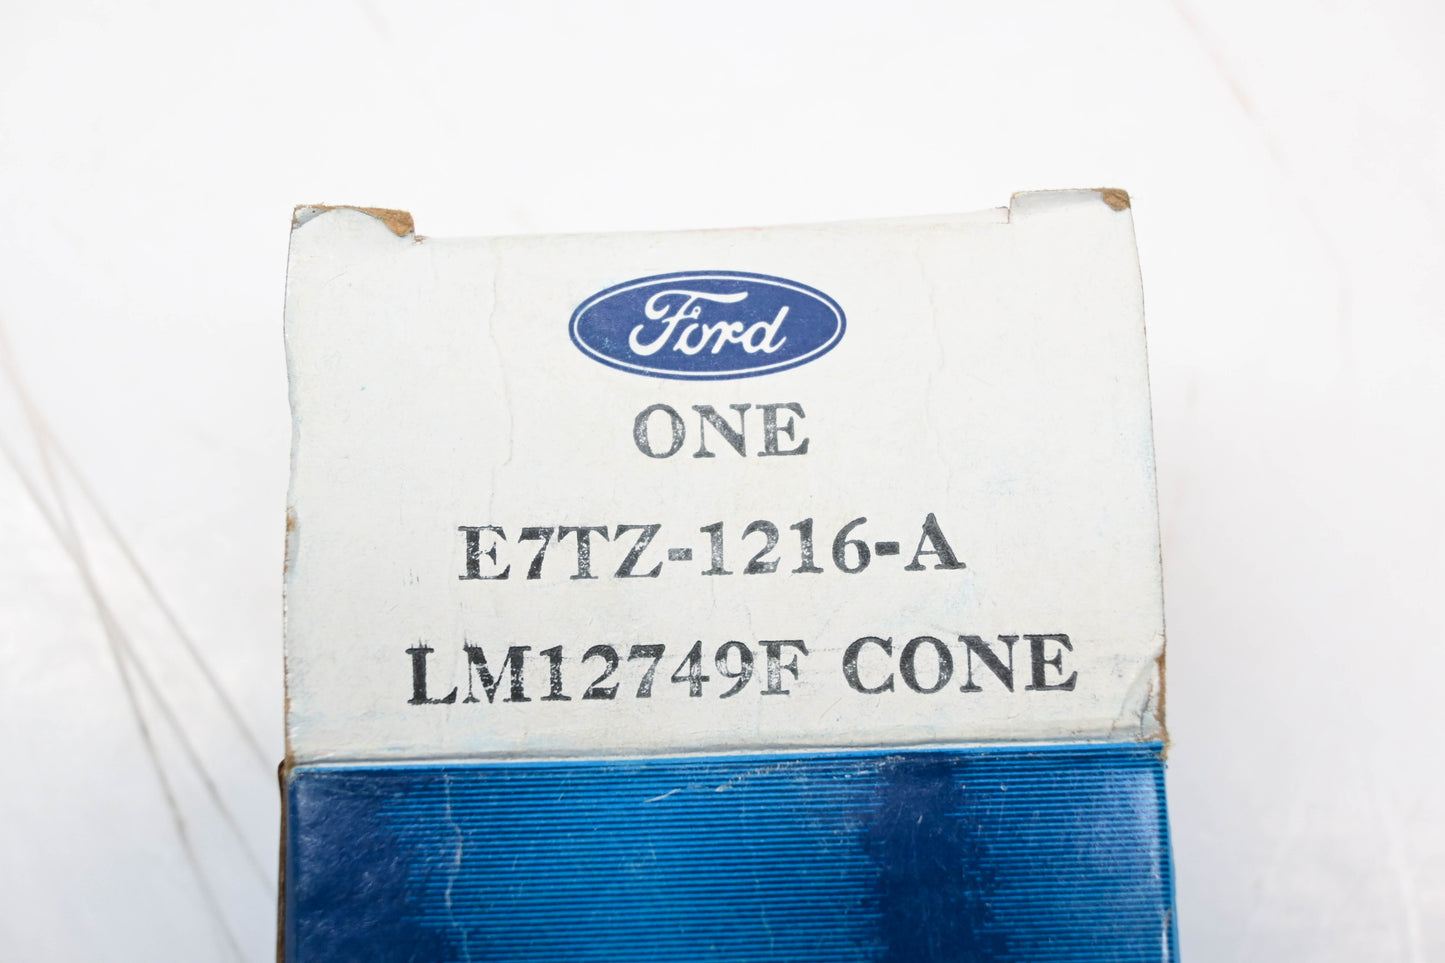 Ford
ONE
E7TZ-1216-A
LM12749F CONE